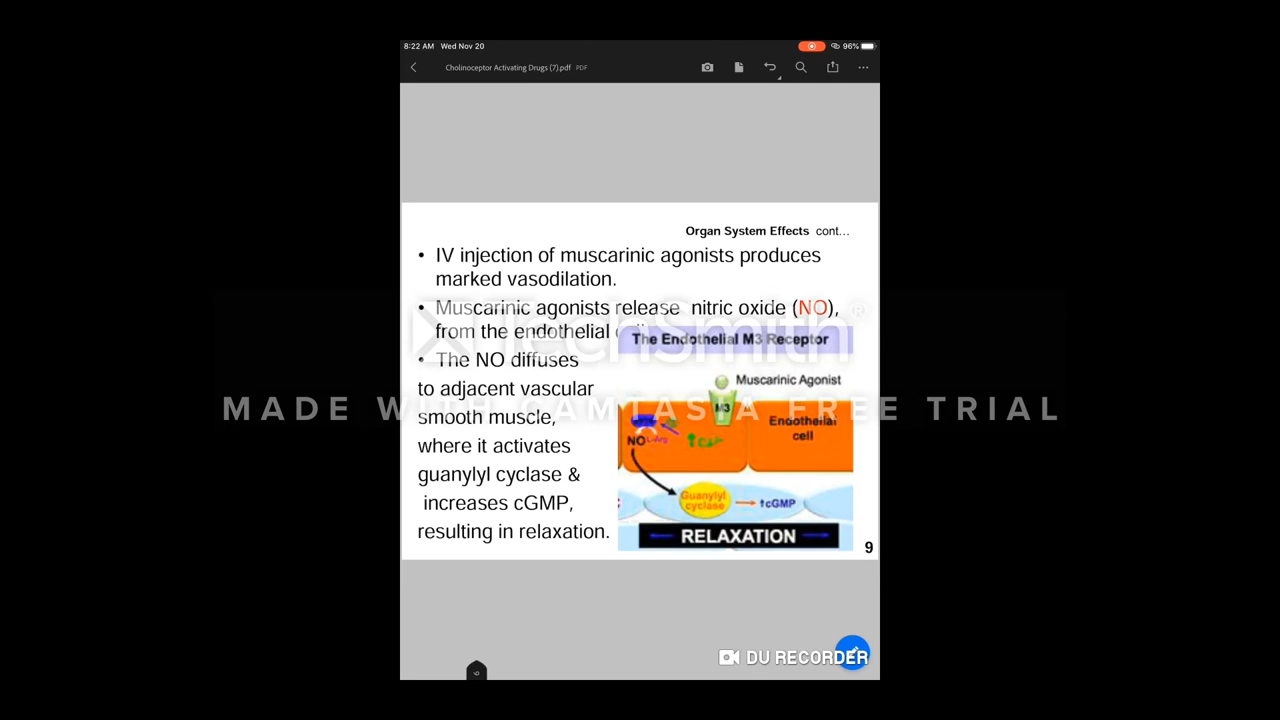 8:22 AM Wed Nov 20
96%
Cholinoceptor Activating Drugs (7).pdf PDF
Organ System Effects cont...
• IV injection of muscarinic agonists produces
marked vasodilation.
• Muscarinic agonists release nitric oxide (NO),
from the endothelial
• The NO diffuses
to adjacent vascular
smooth muscle,
where it activates
guanylyl cyclase &
increases cGMP,
resulting in relaxation.
The Endothelial M3 Receptor
Muscarinic Agonist
M3
Endothelial
cell
NO L-Arg
Guanylyl
cyclase
↑cGMP
RELAXATION
9
TechSmith®
MADE WITH CAMTASIA FREE TRIAL
DU RECORDER